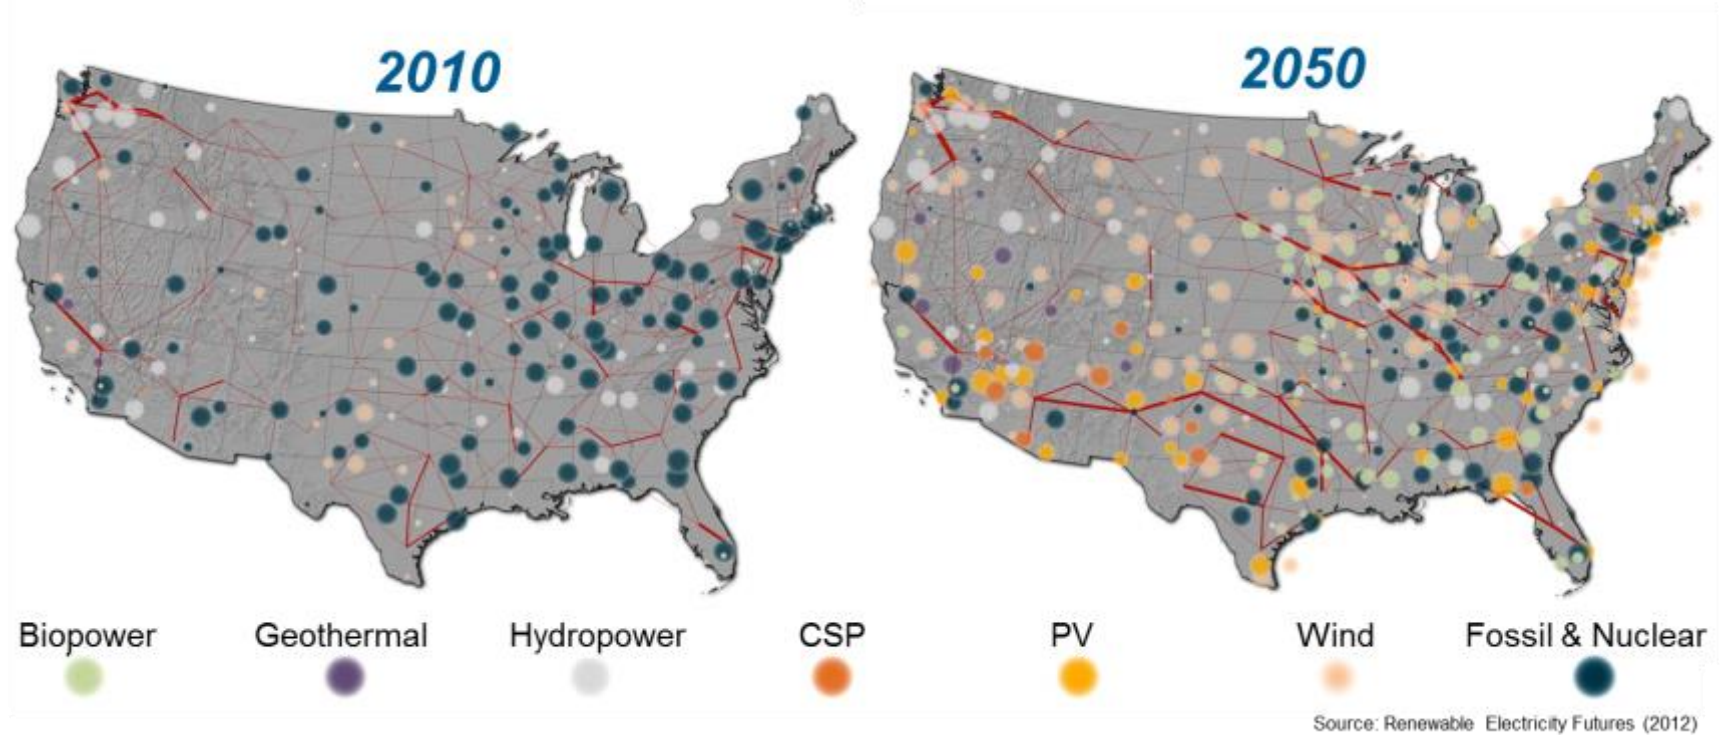 2010
2050
Biopower
Geothermal
Hydropower
CSP
PV
Wind
Fossil & Nuclear
Source: Renewable Electricity Futures (2012)